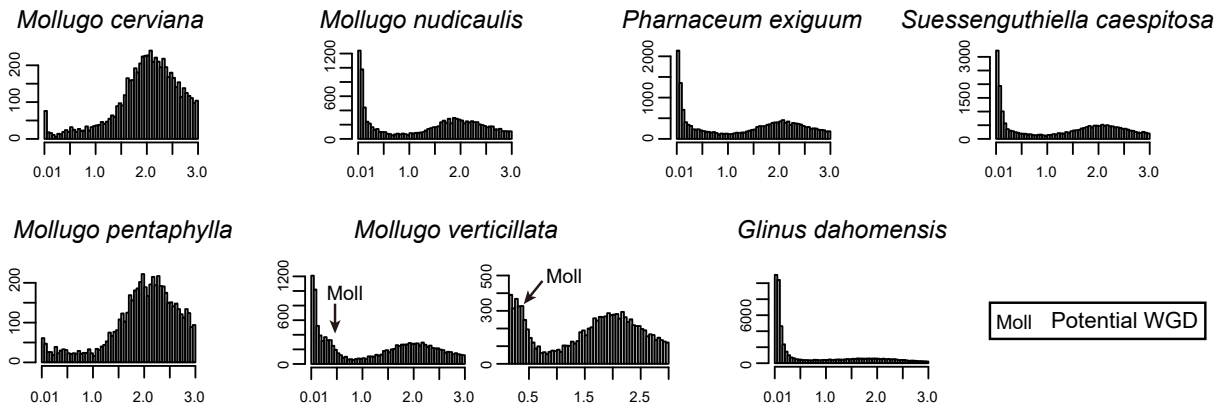 Mollugo cerviana
Mollugo nudicaulis
Pharnaceum exiguum
Suessenguthiella caespitosa
0 100 200
0.01 1.0 2.0 3.0
0 600 1200
0.01 1.0 2.0 3.0
0 1000 2000
0.01 1.0 2.0 3.0
0 1500 3000
0.01 1.0 2.0 3.0
Mollugo pentaphylla
Mollugo verticillata
Glinus dahomensis
0 100 200
0.01 1.0 2.0 3.0
0 600 1200
Moll
0.01 1.0 2.0 3.0
0 300 500
Moll
0.5 1.5 2.5
0 6000
0.01 1.0 2.0 3.0
Moll Potential WGD